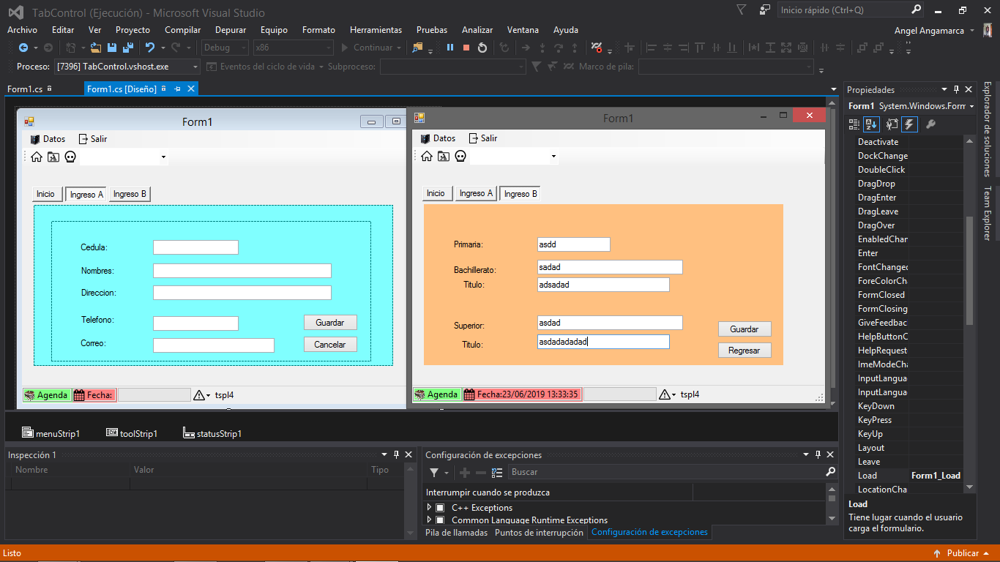 TabControl (Ejecución) - Microsoft Visual Studio
Inicio rápido (Ctrl+Q)
Archivo Editar Ver Proyecto Compilar Depurar Equipo Formato Herramientas Pruebas Analizar Ventana Ayuda
Angel Angamarca
Debug x86 Continuar
Proceso: [7396] TabControl.vshost.exe Eventos del ciclo de vida Subproceso: Marco de pila:
Form1.cs Form1.cs [Diseño]
Form1
Datos Salir
Inicio Ingreso A Ingreso B
Cedula:
Nombres:
Direccion:
Telefono:
Guardar
Correo:
Cancelar
Agenda Fecha: tspl4
Form1
Datos Salir
Inicio Ingreso A Ingreso B
Primaria: asdd
Bachillerato: sadad
Titulo: adsadad
Superior: asdad
Guardar
Titulo: asdadadadad
Regresar
Agenda Fecha:23/06/2019 13:33:35 tspl4
menuStrip1 toolStrip1 statusStrip1
Inspección 1
Nombre Valor Tipo
Configuración de excepciones
Buscar
Interrumpir cuando se produzca
C++ Exceptions
Common Language Runtime Exceptions
Pila de llamadas Puntos de interrupción Configuración de excepciones
Propiedades
Form1 System.Windows.Form
Deactivate
DockChange
DoubleClick
DragDrop
DragEnter
DragLeave
DragOver
EnabledChan
Enter
FontChanged
ForeColorCh
FormClosed
FormClosing
GiveFeedbac
HelpButtonC
HelpRequest
ImeModeCha
InputLangua
InputLangua
KeyDown
KeyPress
KeyUp
Layout
Leave
Load Form1_Load
LocationCha
Load
Tiene lugar cuando el usuario
carga el formulario.
Explorador de soluciones
Team Explorer
Listo
Publicar